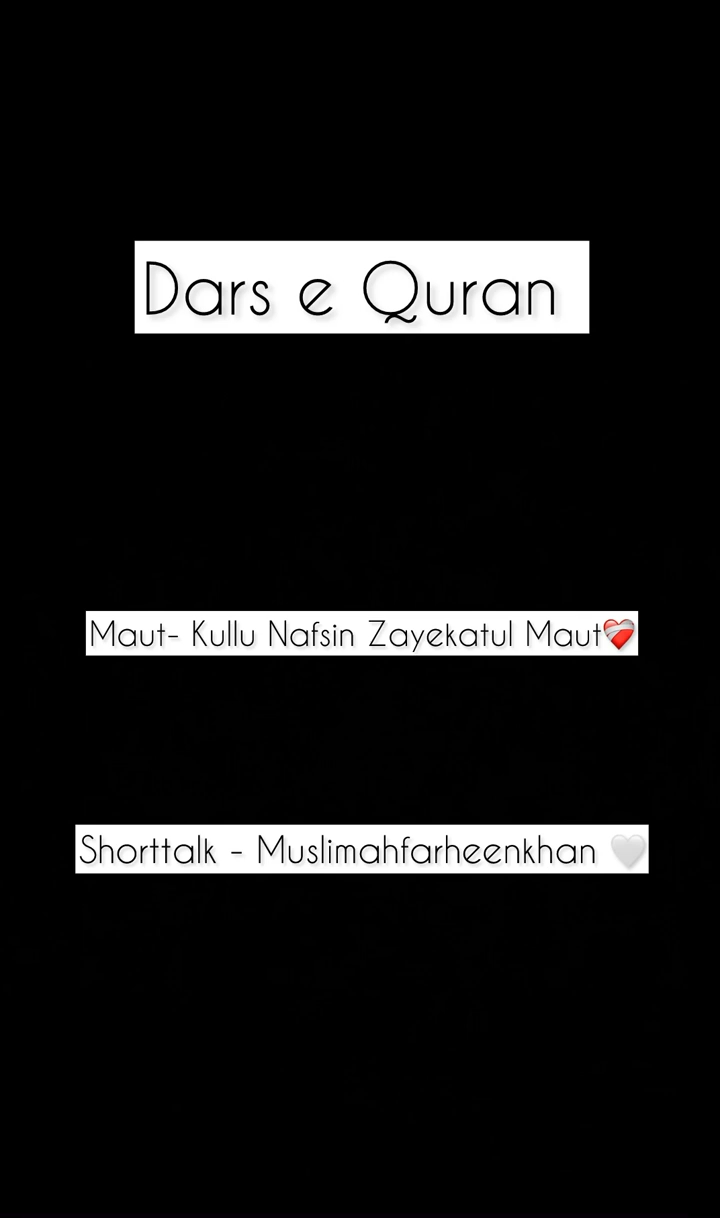 Dars e Quran
Maut- Kullu Nafsin Zayekatul Maut❤️‍🩹
Shorttalk - Muslimahfarheenkhan 🤍